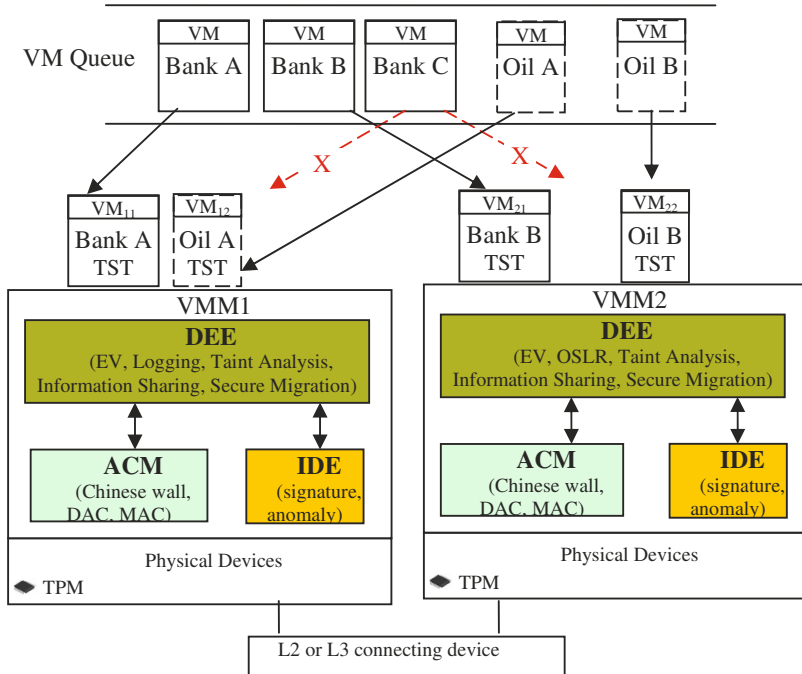 VM VM VM VM VM
VM Queue Bank A Bank B Bank C Oil A Oil B
X X
VM11 VM12 VM21 VM22
Bank A Oil A Bank B Oil B
TST TST TST TST
VMM1 VMM2
DEE
(EV, Logging, Taint Analysis,
Information Sharing, Secure Migration)
DEE
(EV, OSLR, Taint Analysis,
Information Sharing, Secure Migration)
ACM
(Chinese wall,
DAC, MAC)
IDE
(signature,
anomaly)
ACM
(Chinese wall,
DAC, MAC)
IDE
(signature,
anomaly)
Physical Devices
TPM
Physical Devices
TPM
L2 or L3 connecting device